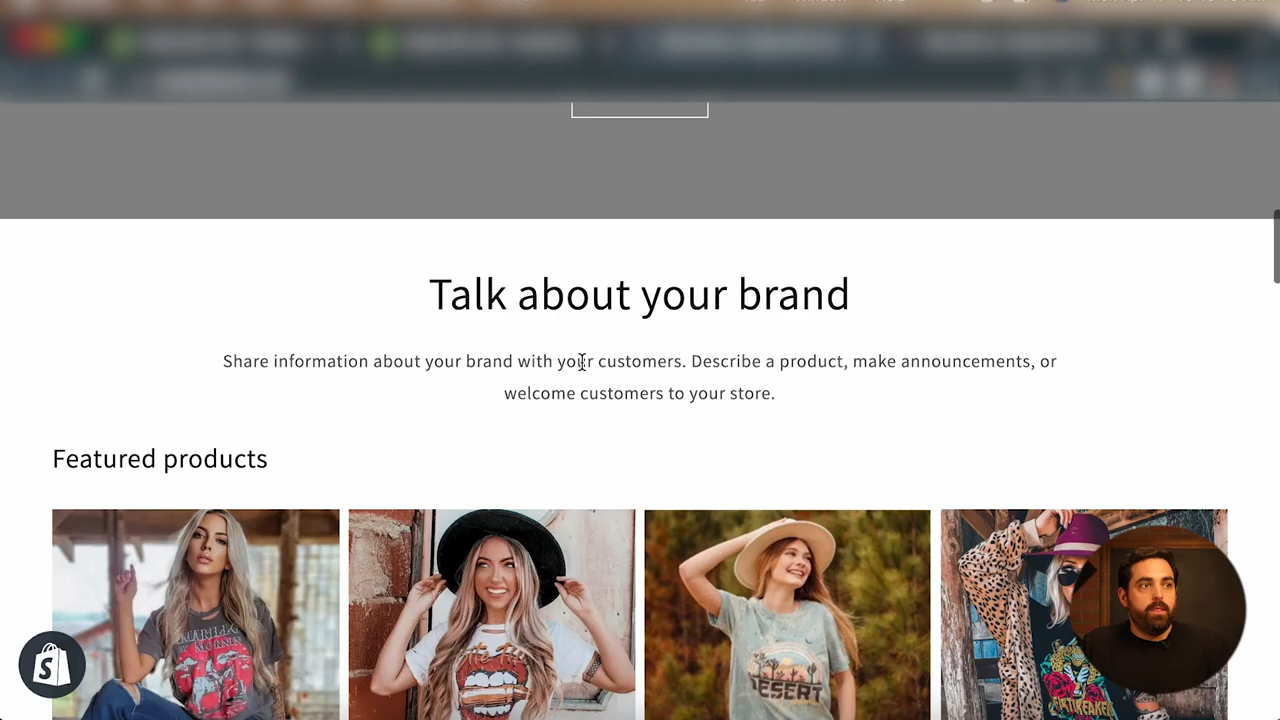 Talk about your brand
Share information about your brand with your customers. Describe a product, make announcements, or
welcome customers to your store.
Featured products
DESERT